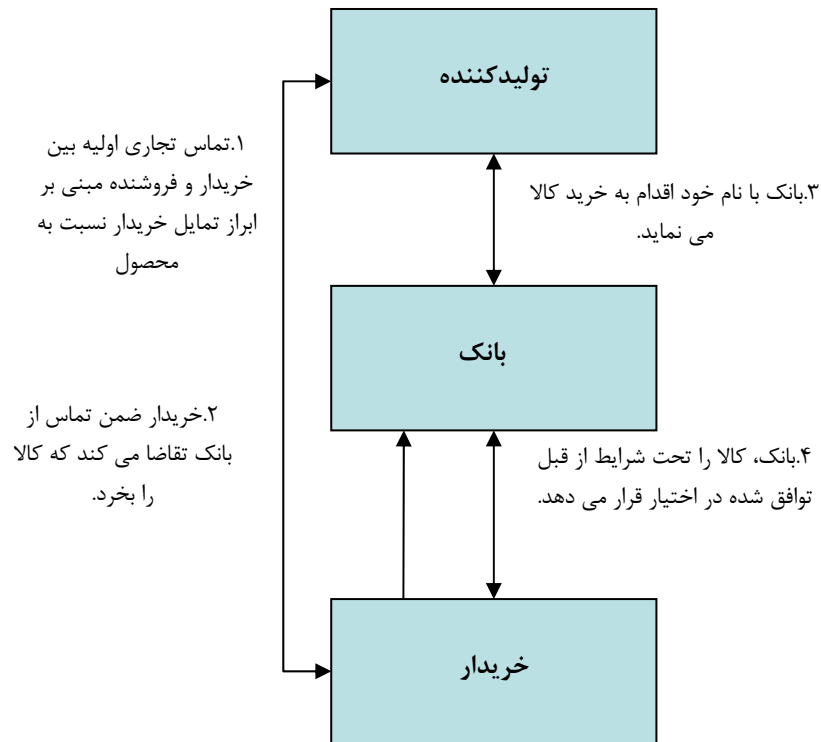 تولیدکننده
۱.تماس تجاری اولیه بین
خریدار و فروشنده مبنی بر
ابراز تمایل خریدار نسبت به
محصول
۳.بانک با نام خود اقدام به خرید کالا
می نماید.
بانک
۲.خریدار ضمن تماس از
بانک تقاضا می کند که کالا
را بخرد.
۴.بانک، کالا را تحت شرایط از قبل
توافق شده در اختیار قرار می دهد.
خریدار